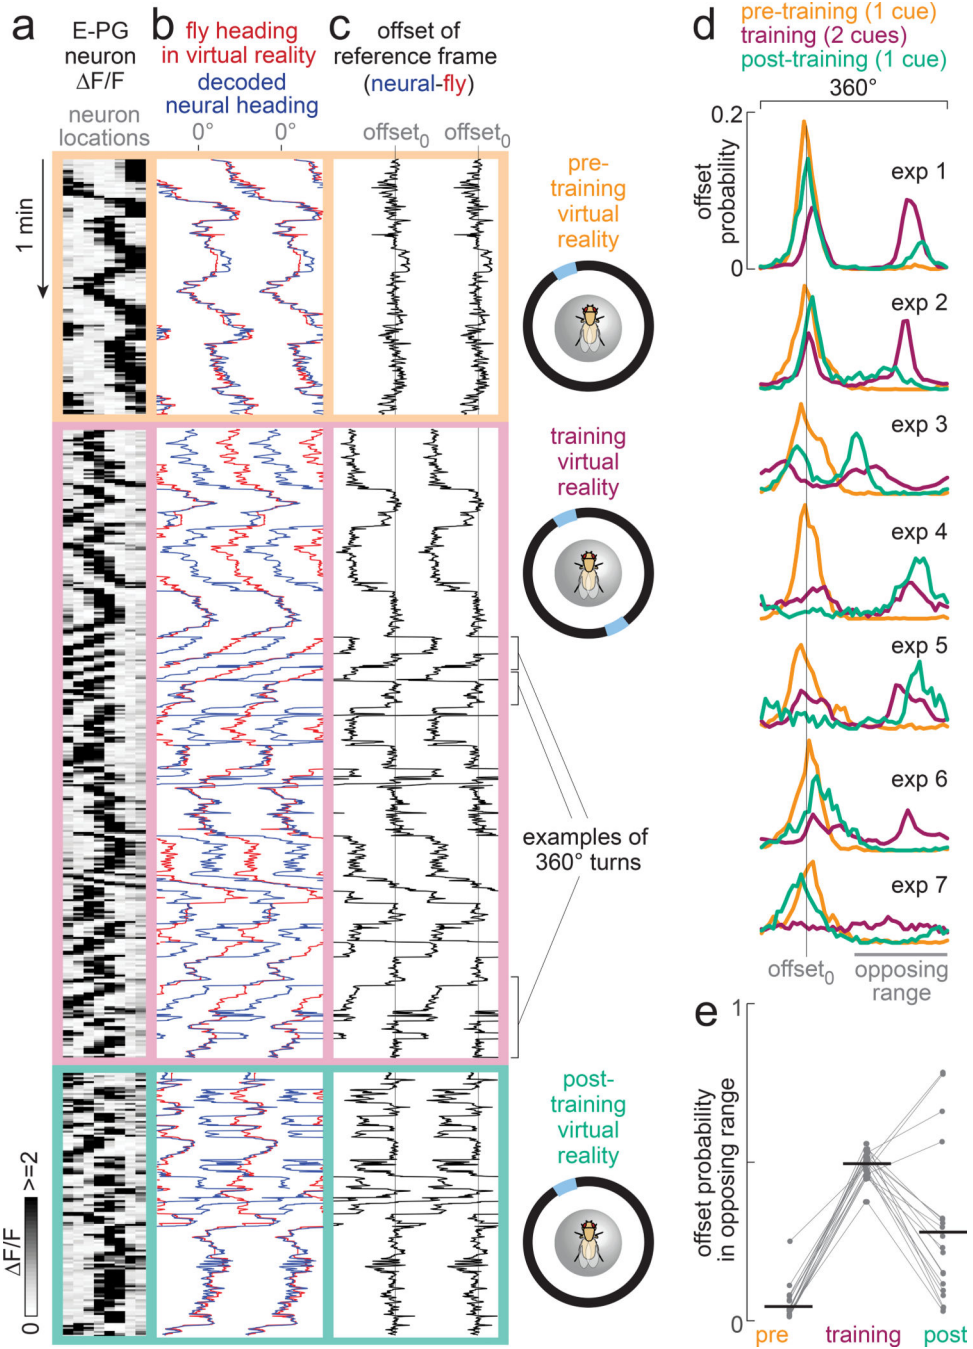 a
E-PG
neuron
ΔF/F
neuron
locations
b
fly heading
in virtual reality
decoded
neural heading
0°
0°
c
offset of
reference frame
(neural-fly)
offset0
offset0
1 min
pre-
training
virtual
reality
training
virtual
reality
examples of
360° turns
post-
training
virtual
reality
ΔF/F
0
>=2
d
pre-training (1 cue)
training (2 cues)
post-training (1 cue)
360°
0.2
offset
probability
0
exp 1
exp 2
exp 3
exp 4
exp 5
exp 6
exp 7
offset0
opposing
range
e
1
offset probability
in opposing range
0
pre
training
post